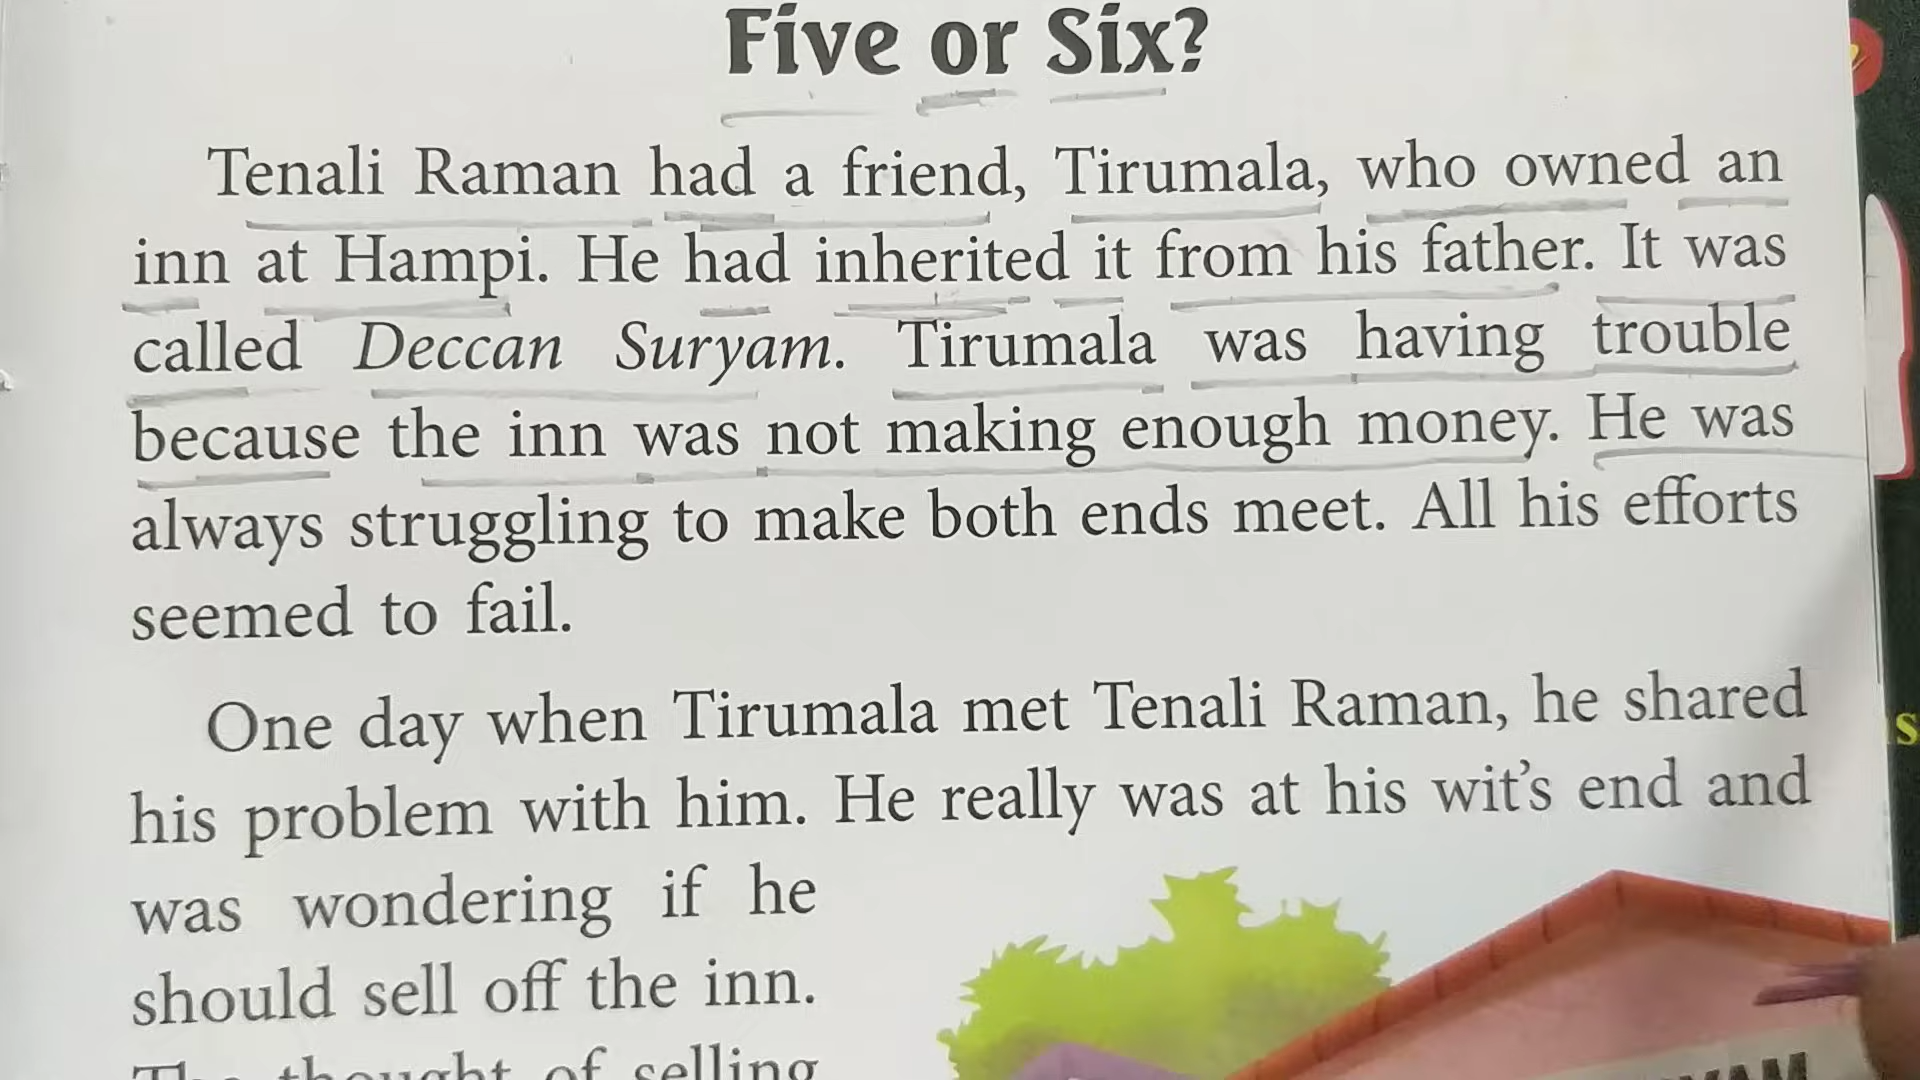 Five or Six?
Tenali Raman had a friend, Tirumala, who owned an
inn at Hampi. He had inherited it from his father. It was
called Deccan Suryam. Tirumala was having trouble
because the inn was not making enough money. He was
always struggling to make both ends meet. All his efforts
seemed to fail.
One day when Tirumala met Tenali Raman, he shared
his problem with him. He really was at his wit’s end and
was wondering if he
should sell off the inn.
The thought of selling